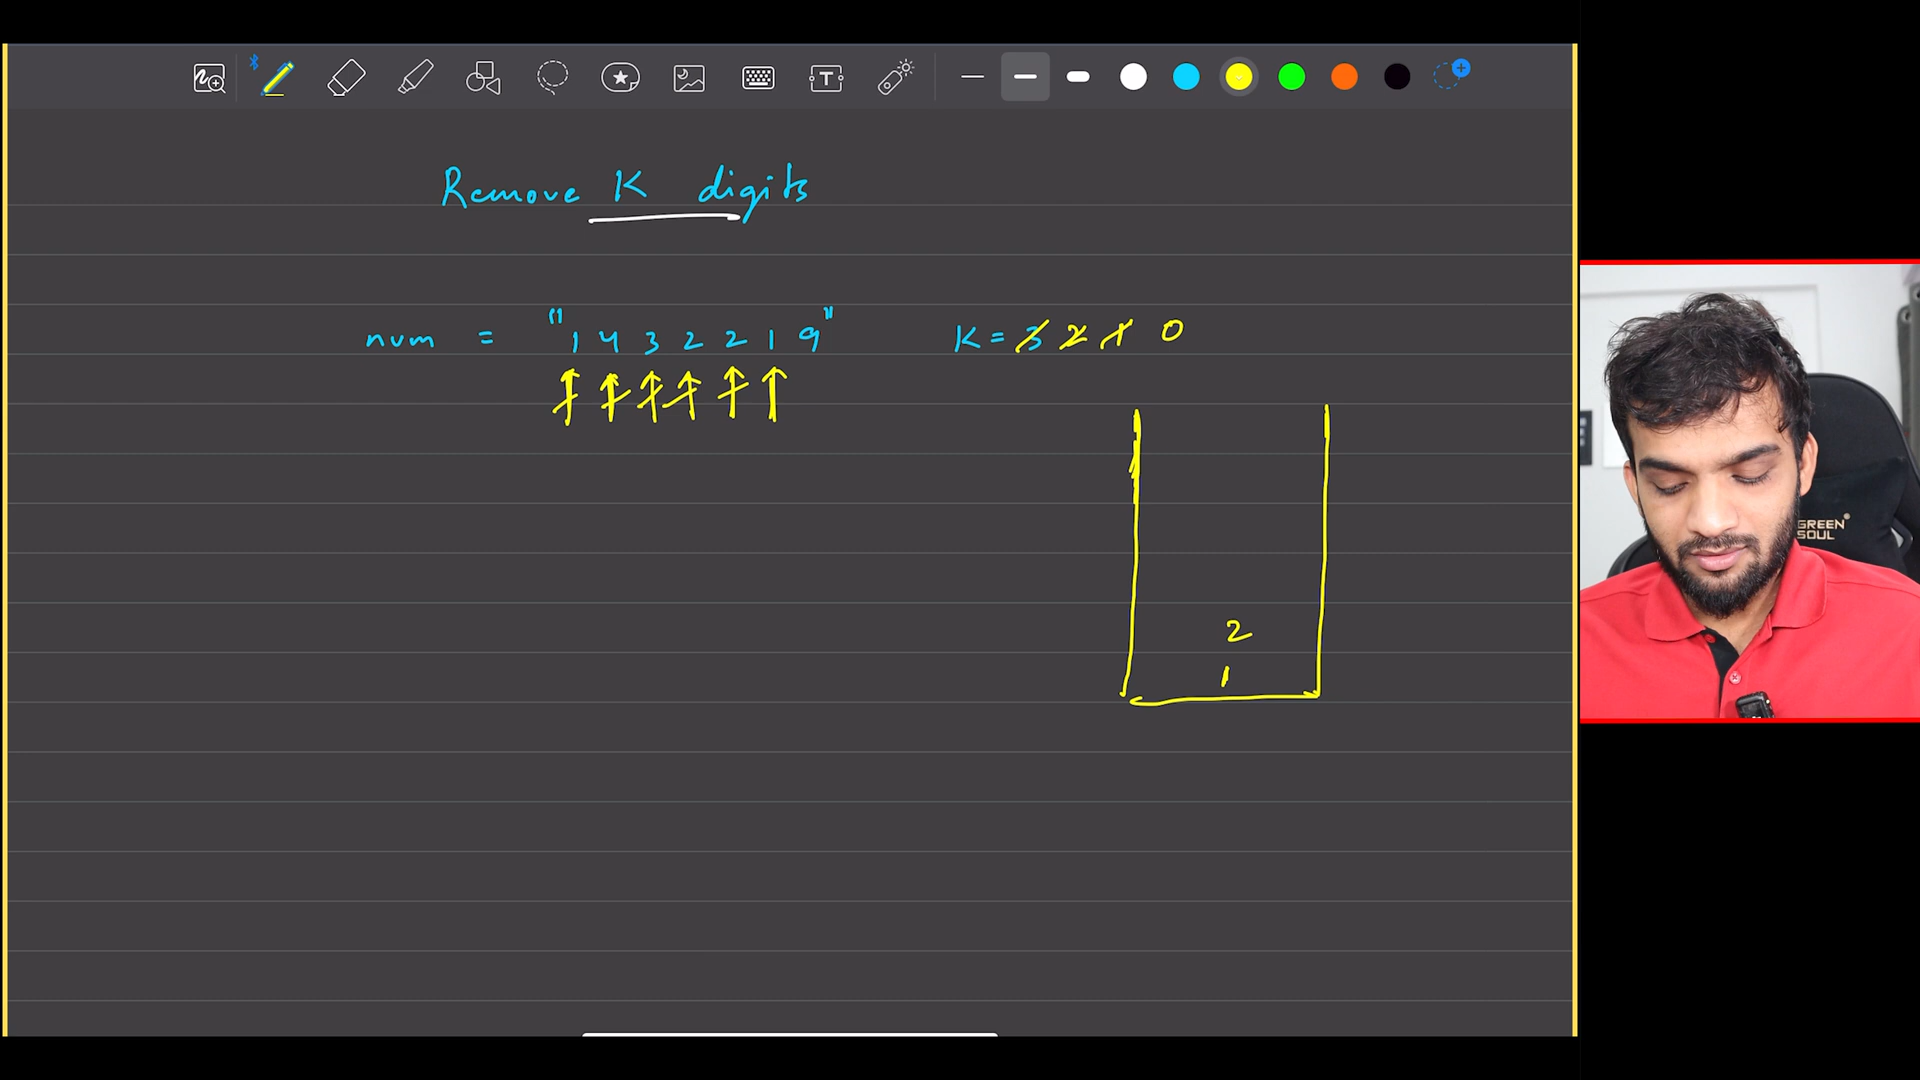 Remove K digits
num = "1432219" K = 3 2 1 0
2
1
GREEN
SOUL